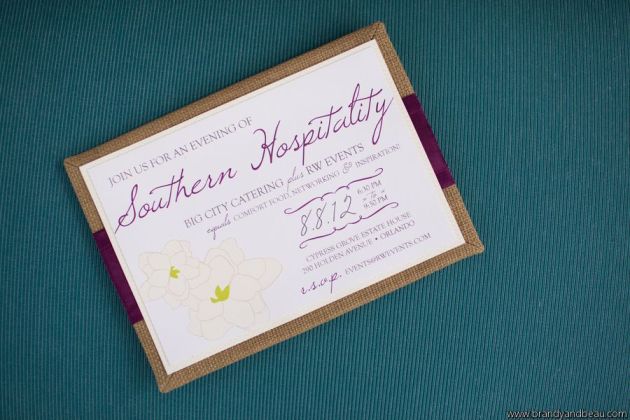 JOIN US FOR AN EVENING OF
Southern Hospitality
BIG CITY CATERING plus RW EVENTS
equals COMFORT FOOD, NETWORKING & INSPIRATION!
8.8.12
6:30 PM
to
9:30 PM
CYPRESS GROVE ESTATE HOUSE
290 HOLDEN AVENUE • ORLANDO
r.s.v.p. EVENTS@RWEVENTS.COM
www.brandyandbeau.com